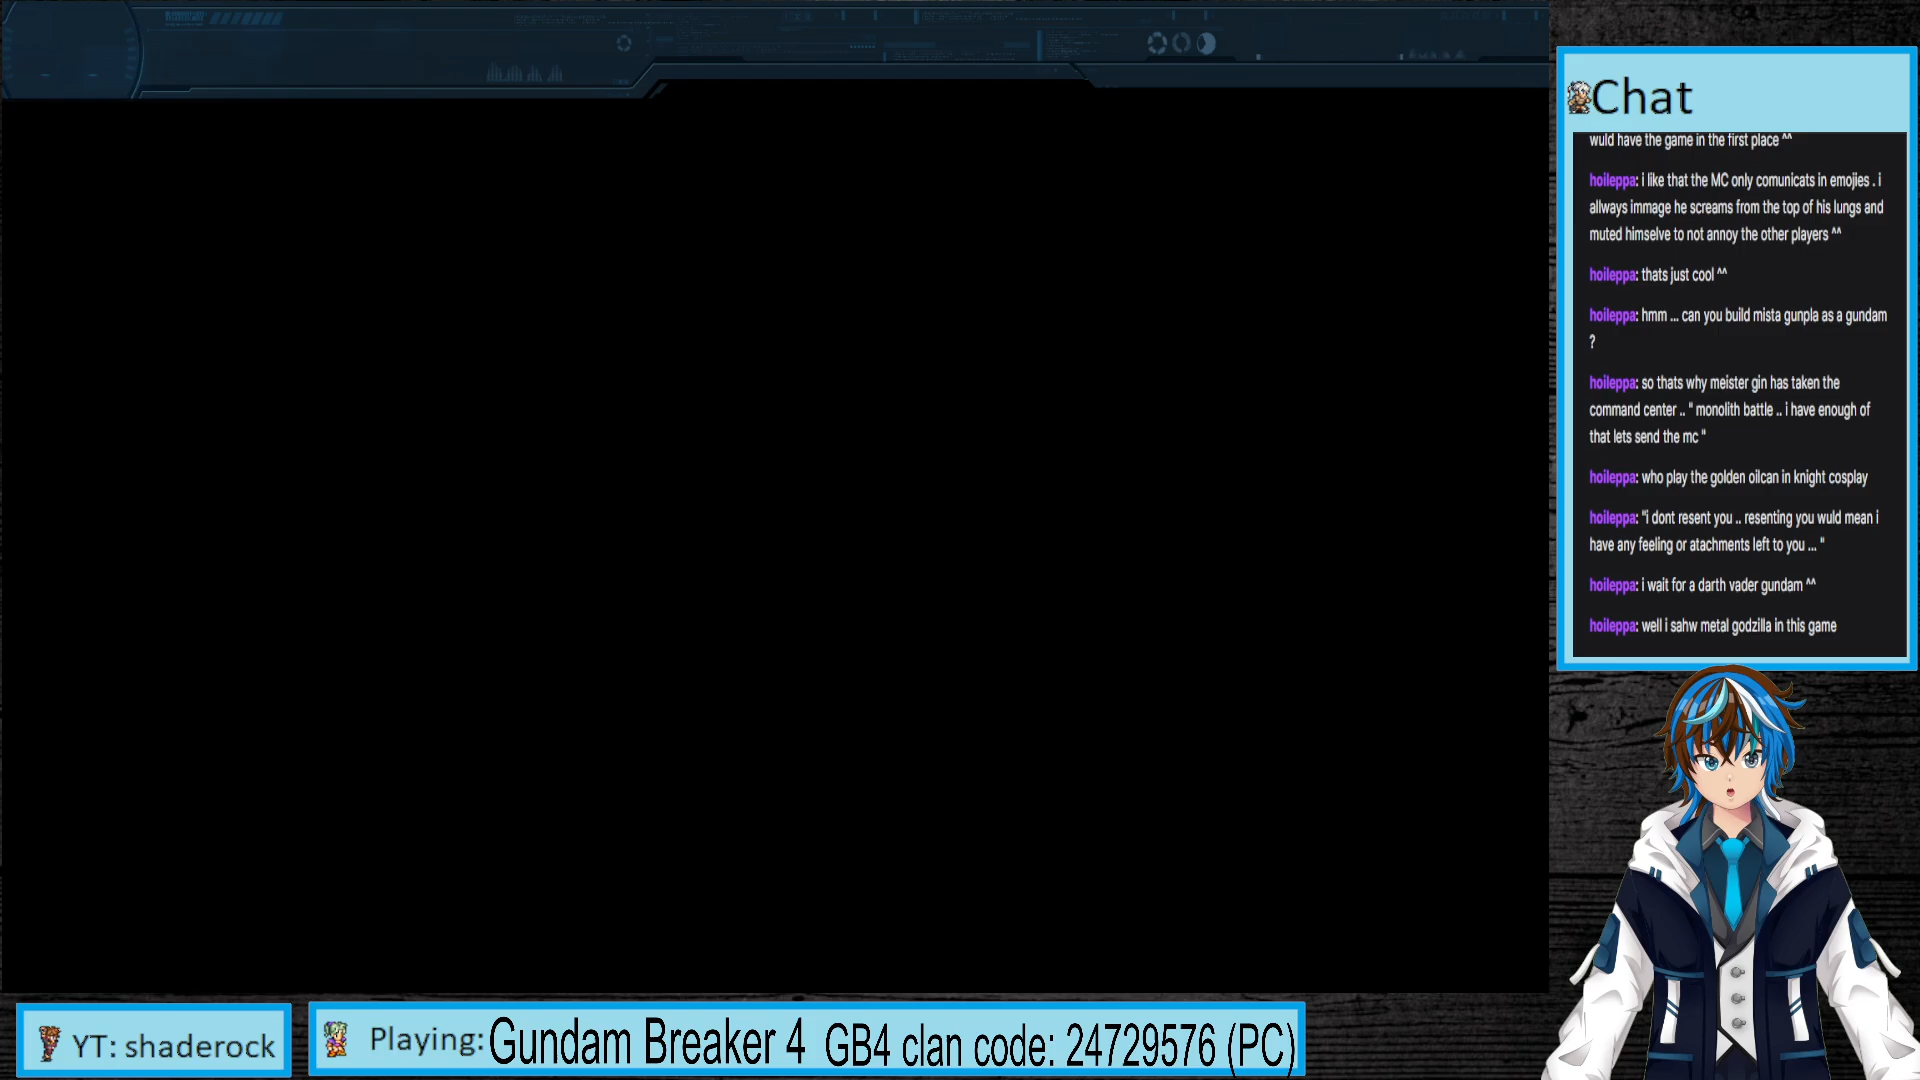 Chat
wuld have the game in the first place ^^
hoileppa: i like that the MC only comunicats in emojies . i
allways immage he screams from the top of his lungs and
muted himselve to not annoy the other players ^^
hoileppa: thats just cool ^^
hoileppa: hmm ... can you build mista gunpla as a gundam
?
hoileppa: so thats why meister gin has taken the
command center .. " monolith battle .. i have enough of
that lets send the mc "
hoileppa: who play the golden oilcan in knight cosplay
hoileppa: "i dont resent you .. resenting you wuld mean i
have any feeling or atachments left to you ... "
hoileppa: i wait for a darth vader gundam ^^
hoileppa: well i sahw metal godzilla in this game
YT: shaderock
Playing: Gundam Breaker 4 GB4 clan code: 24729576 (PC)